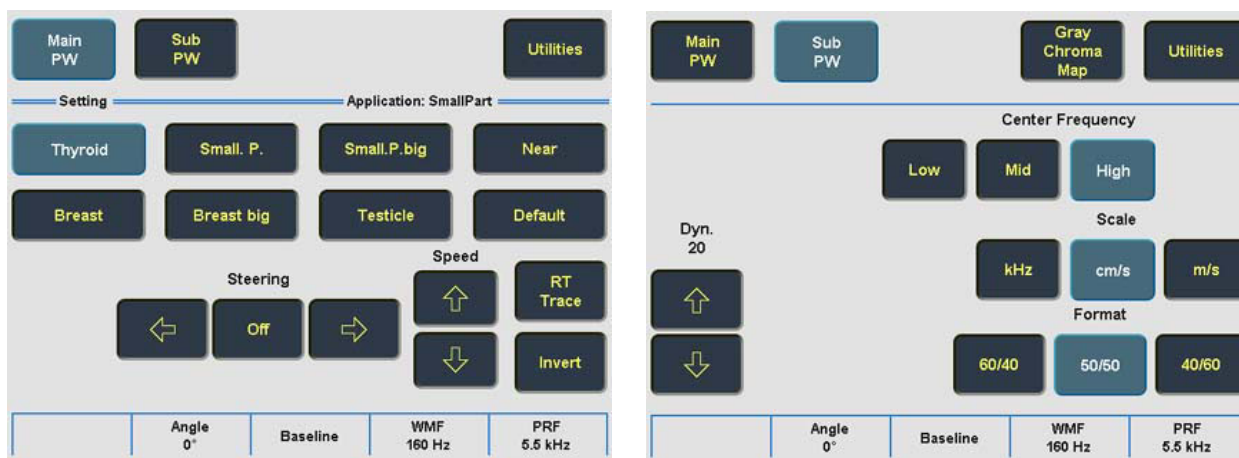 Main
PW
Sub
PW
Utilities
Setting
Application: SmallPart
Thyroid
Small. P.
Small.P.big
Near
Breast
Breast big
Testicle
Default
Steering
Speed
Off
RT
Trace
Invert
Angle
0°
Baseline
WMF
160 Hz
PRF
5.5 kHz
Main
PW
Sub
PW
Gray
Chroma
Map
Utilities
Center Frequency
Low
Mid
High
Dyn.
20
Scale
kHz
cm/s
m/s
Format
60/40
50/50
40/60
Angle
0°
Baseline
WMF
160 Hz
PRF
5.5 kHz